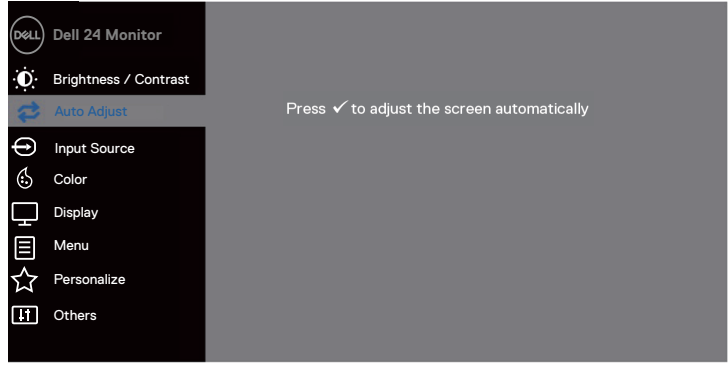 DELL Dell 24 Monitor
Brightness / Contrast
Auto Adjust
Press ✓ to adjust the screen automatically
Input Source
Color
Display
Menu
Personalize
Others